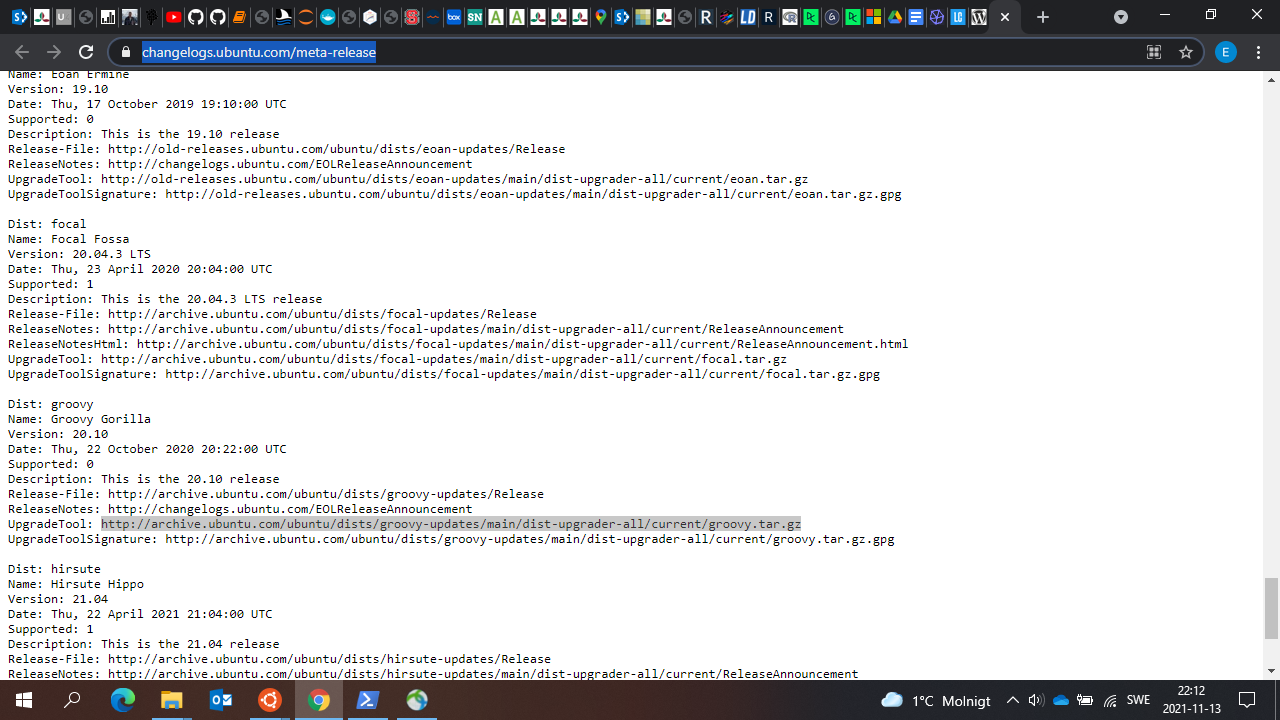 changelogs.ubuntu.com/meta-release
E
Name: Eoan Ermine
Version: 19.10
Date: Thu, 17 October 2019 19:10:00 UTC
Supported: 0
Description: This is the 19.10 release
Release-File: http://old-releases.ubuntu.com/ubuntu/dists/eoan-updates/Release
ReleaseNotes: http://changelogs.ubuntu.com/EOLReleaseAnnouncement
UpgradeTool: http://old-releases.ubuntu.com/ubuntu/dists/eoan-updates/main/dist-upgrader-all/current/eoan.tar.gz
UpgradeToolSignature: http://old-releases.ubuntu.com/ubuntu/dists/eoan-updates/main/dist-upgrader-all/current/eoan.tar.gz.gpg
Dist: focal
Name: Focal Fossa
Version: 20.04.3 LTS
Date: Thu, 23 April 2020 20:04:00 UTC
Supported: 1
Description: This is the 20.04.3 LTS release
Release-File: http://archive.ubuntu.com/ubuntu/dists/focal-updates/Release
ReleaseNotes: http://archive.ubuntu.com/ubuntu/dists/focal-updates/main/dist-upgrader-all/current/ReleaseAnnouncement
ReleaseNotesHtml: http://archive.ubuntu.com/ubuntu/dists/focal-updates/main/dist-upgrader-all/current/ReleaseAnnouncement.html
UpgradeTool: http://archive.ubuntu.com/ubuntu/dists/focal-updates/main/dist-upgrader-all/current/focal.tar.gz
UpgradeToolSignature: http://archive.ubuntu.com/ubuntu/dists/focal-updates/main/dist-upgrader-all/current/focal.tar.gz.gpg
Dist: groovy
Name: Groovy Gorilla
Version: 20.10
Date: Thu, 22 October 2020 20:22:00 UTC
Supported: 0
Description: This is the 20.10 release
Release-File: http://archive.ubuntu.com/ubuntu/dists/groovy-updates/Release
ReleaseNotes: http://changelogs.ubuntu.com/EOLReleaseAnnouncement
UpgradeTool: http://archive.ubuntu.com/ubuntu/dists/groovy-updates/main/dist-upgrader-all/current/groovy.tar.gz
UpgradeToolSignature: http://archive.ubuntu.com/ubuntu/dists/groovy-updates/main/dist-upgrader-all/current/groovy.tar.gz.gpg
Dist: hirsute
Name: Hirsute Hippo
Version: 21.04
Date: Thu, 22 April 2021 21:04:00 UTC
Supported: 1
Description: This is the 21.04 release
Release-File: http://archive.ubuntu.com/ubuntu/dists/hirsute-updates/Release
ReleaseNotes: http://archive.ubuntu.com/ubuntu/dists/hirsute-updates/main/dist-upgrader-all/current/ReleaseAnnouncement
1°C Molnigt
SWE
22:12
2021-11-13